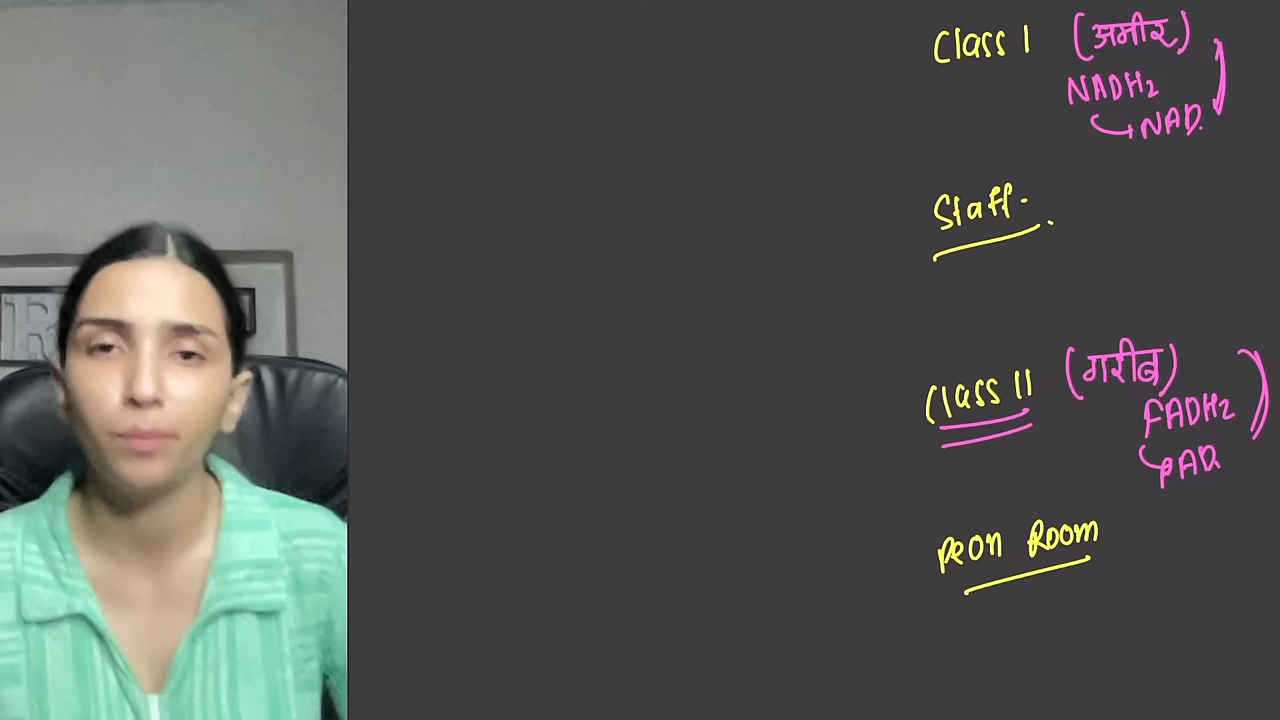 Class I (अमीर)
NADH2
NAD.
Staff.
Class II (गरीब)
FADH2
FAD
Peon Room